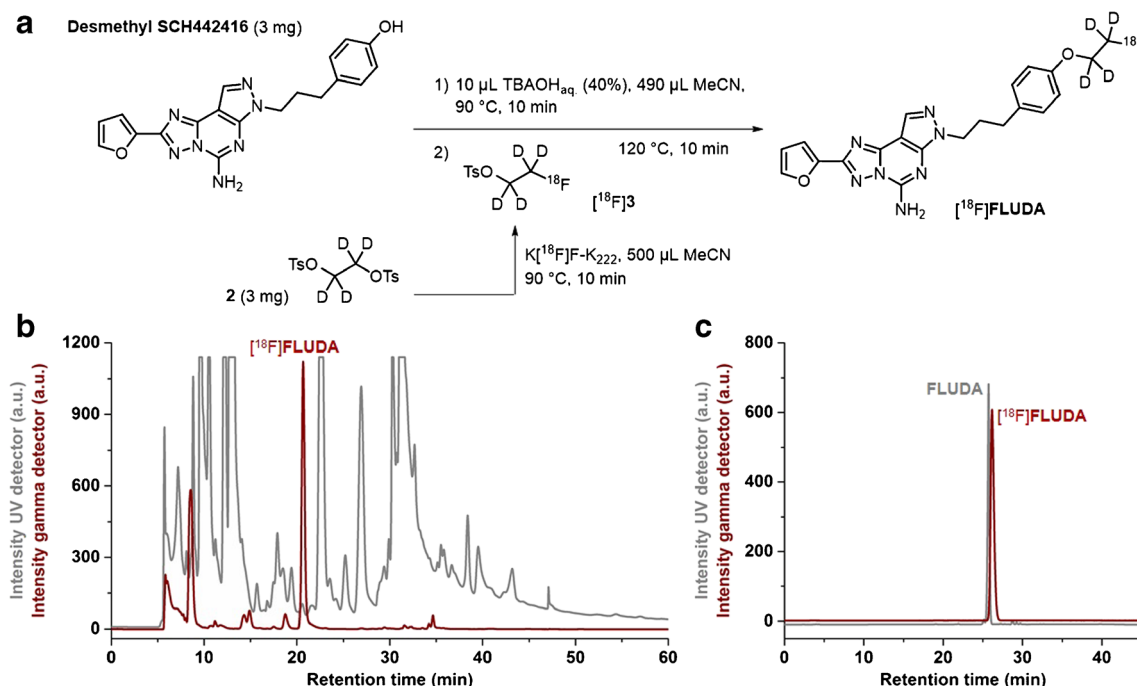 a
Desmethyl SCH442416 (3 mg)
OH
N
N
N
N
N
N
N
O
NH₂
1) 10 µL TBAOHaq. (40%), 490 µL MeCN,
90 °C, 10 min
2)
120 °C, 10 min
D D
TsO
¹⁸F
D D
[¹⁸F]3
D D
TsO
OTs
D D
2 (3 mg)
K[¹⁸F]F-K₂₂₂, 500 µL MeCN
90 °C, 10 min
D D
18
O
D D
N
N
N
N
N
N
N
O
NH₂
[¹⁸F]FLUDA
b
[¹⁸F]FLUDA
Intensity UV detector (a.u.)
Intensity gamma detector (a.u.)
1200
900
600
300
0
0 10 20 30 40 50 60
Retention time (min)
c
FLUDA
[¹⁸F]FLUDA
Intensity UV detector (a.u.)
Intensity gamma detector (a.u.)
800
600
400
200
0
0 10 20 30 40
Retention time (min)